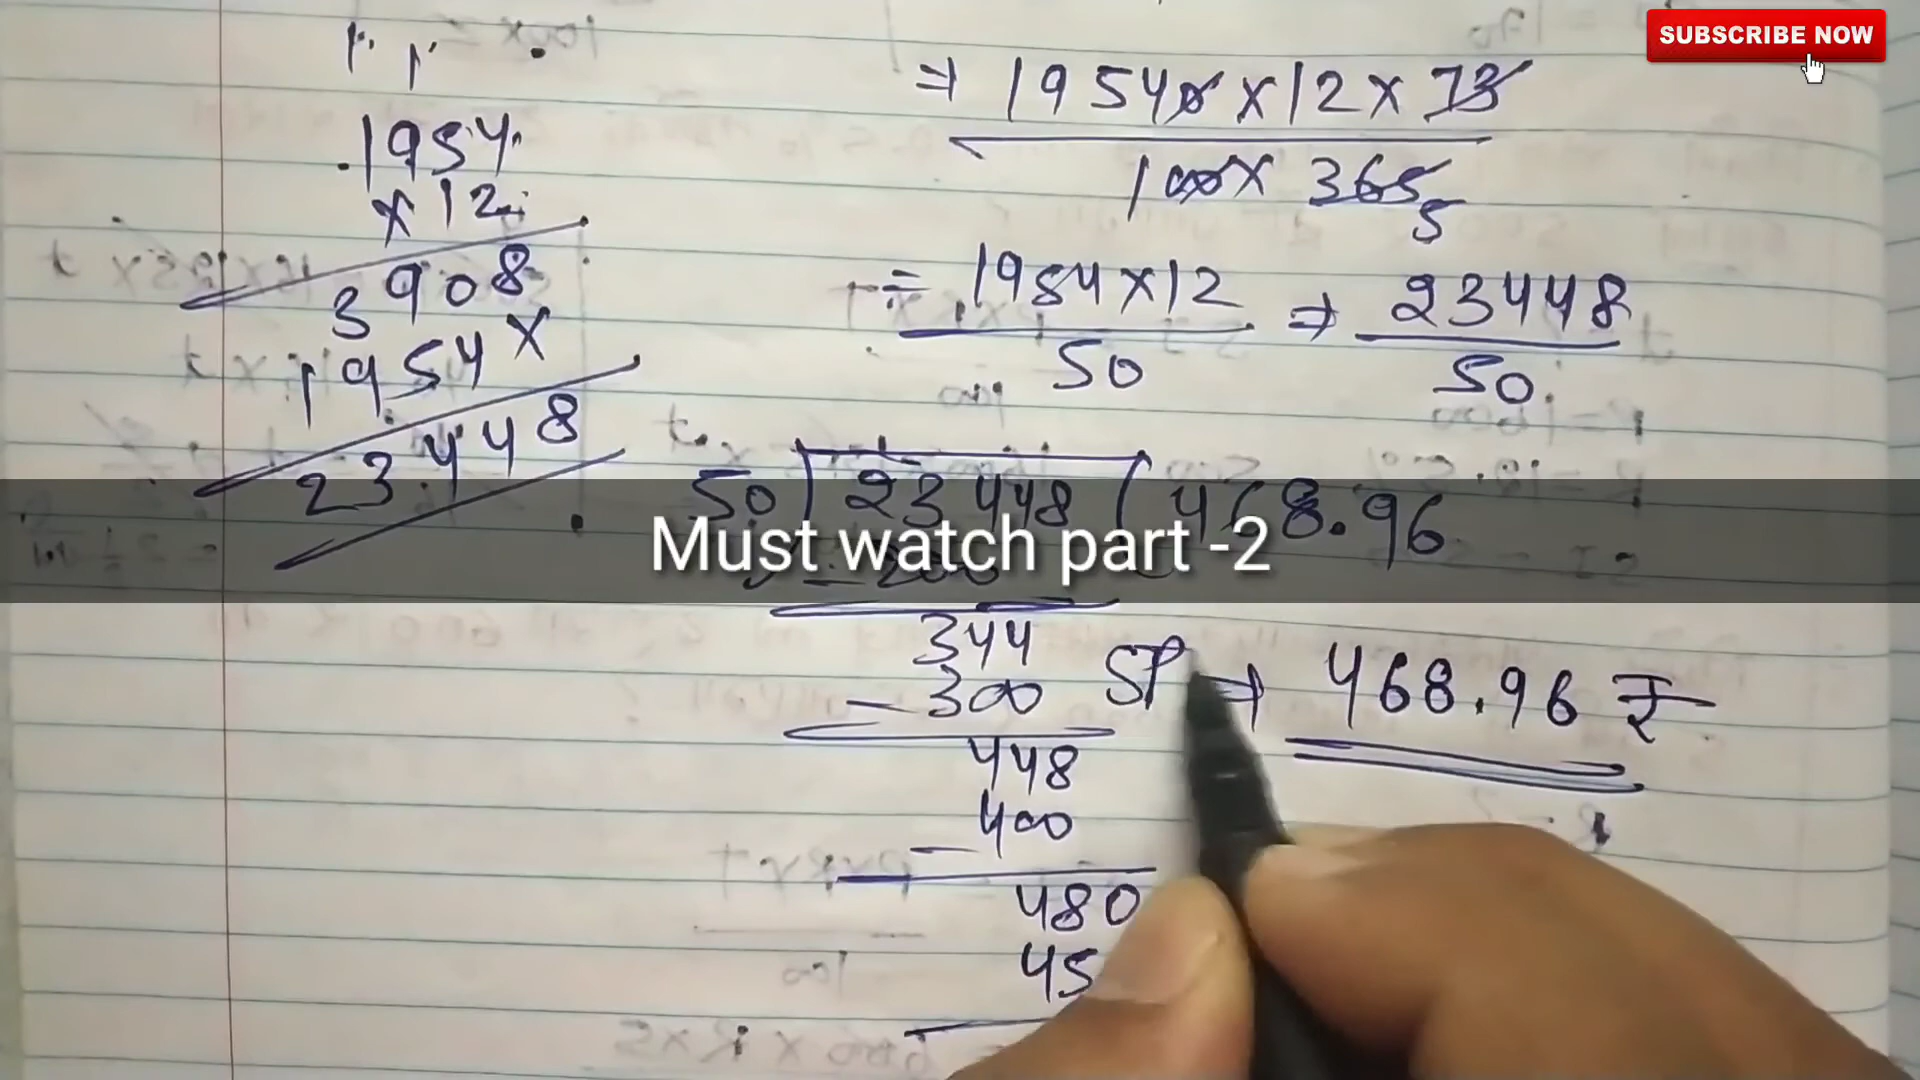 SUBSCRIBE NOW
1954
x 12
3908
1954 x
23448
⇒ 19540 x 12 x 73
100 x 365
5
= 1954 x 12 ⇒ 23448
50 50
50 ) 23448 ( 468.96
Must watch part -2
- 200
344
- 300
448
- 400
480
45
⇒ 468.96 ₹